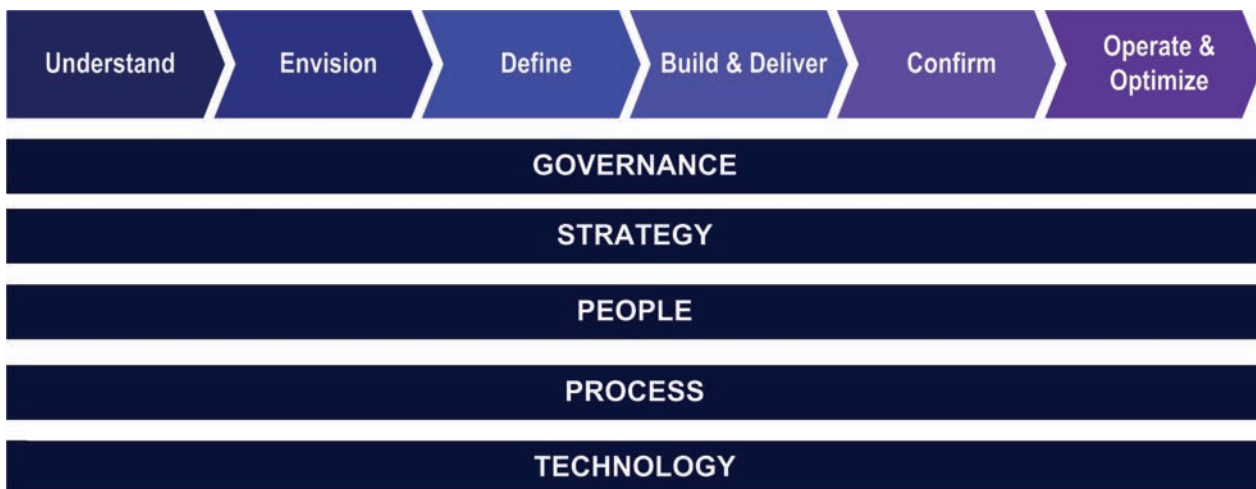 Understand
Envision
Define
Build & Deliver
Confirm
Operate &
Optimize
GOVERNANCE
STRATEGY
PEOPLE
PROCESS
TECHNOLOGY